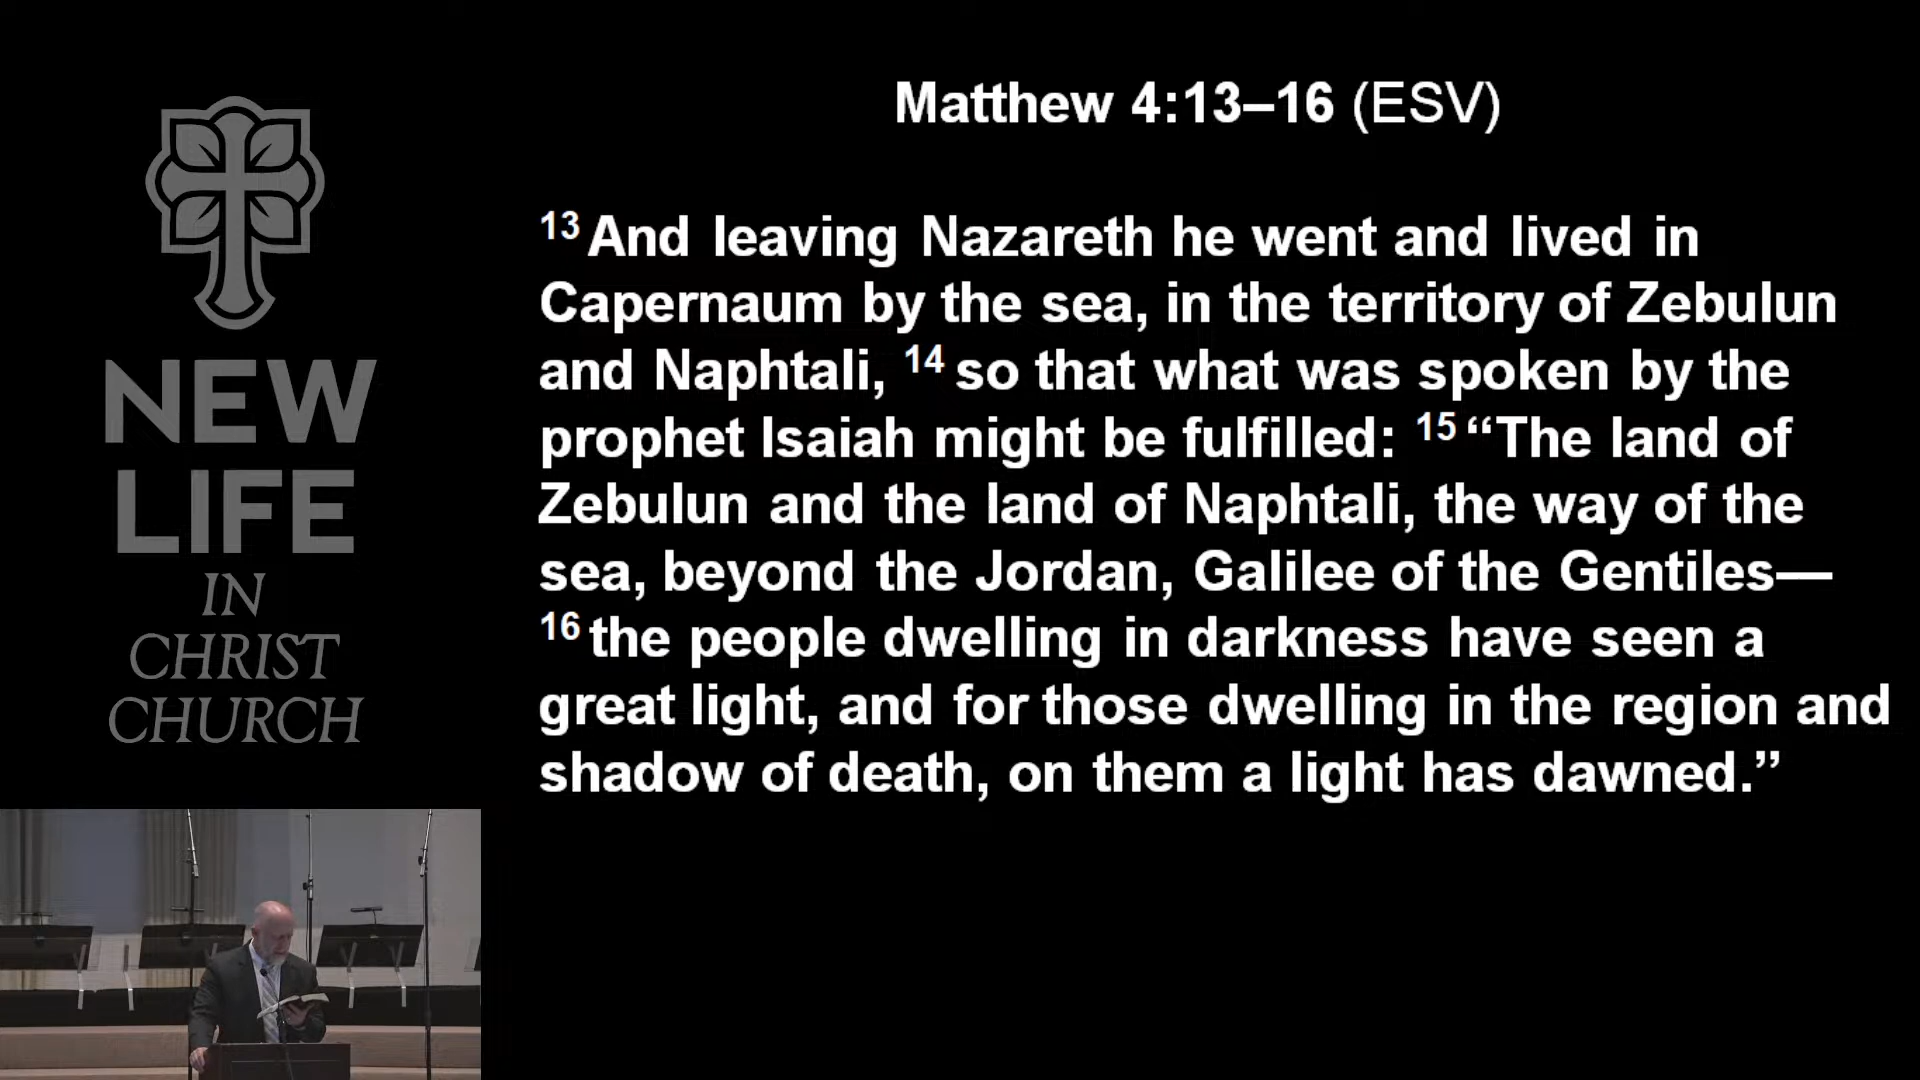 Matthew 4:13–16 (ESV)
13 And leaving Nazareth he went and lived in
Capernaum by the sea, in the territory of Zebulun
and Naphtali, 14 so that what was spoken by the
prophet Isaiah might be fulfilled: 15 “The land of
Zebulun and the land of Naphtali, the way of the
sea, beyond the Jordan, Galilee of the Gentiles—
16 the people dwelling in darkness have seen a
great light, and for those dwelling in the region and
shadow of death, on them a light has dawned.”
NEW
LIFE
IN
CHRIST
CHURCH